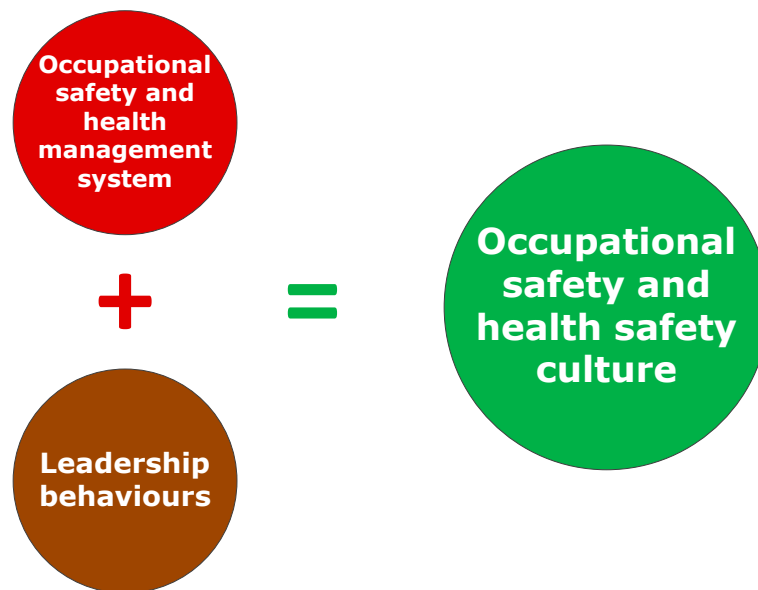 Occupational
safety and
health
management
system
+
=
Leadership
behaviours
Occupational
safety and
health safety
culture